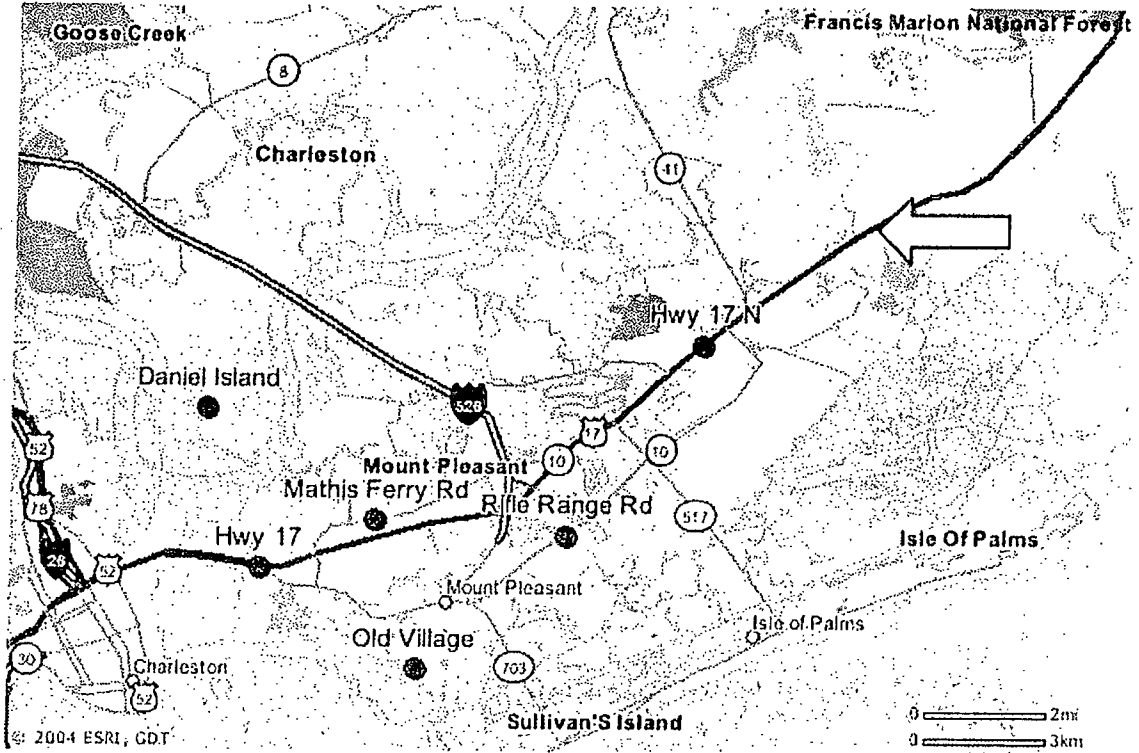 Goose Creek
Francis Marion National Forest
8
Charleston
41
Hwy 17 N
Daniel Island
526
17
52
10
10
Mount Pleasant
Mathis Ferry Rd
Rifle Range Rd
78
517
Hwy 17
Isle Of Palms
26
52
Mount Pleasant
Isle of Palms
Old Village
30
Charleston
703
52
Sullivan'S Island
0 2mi
0 3km
© 2004 ESRI, GDT